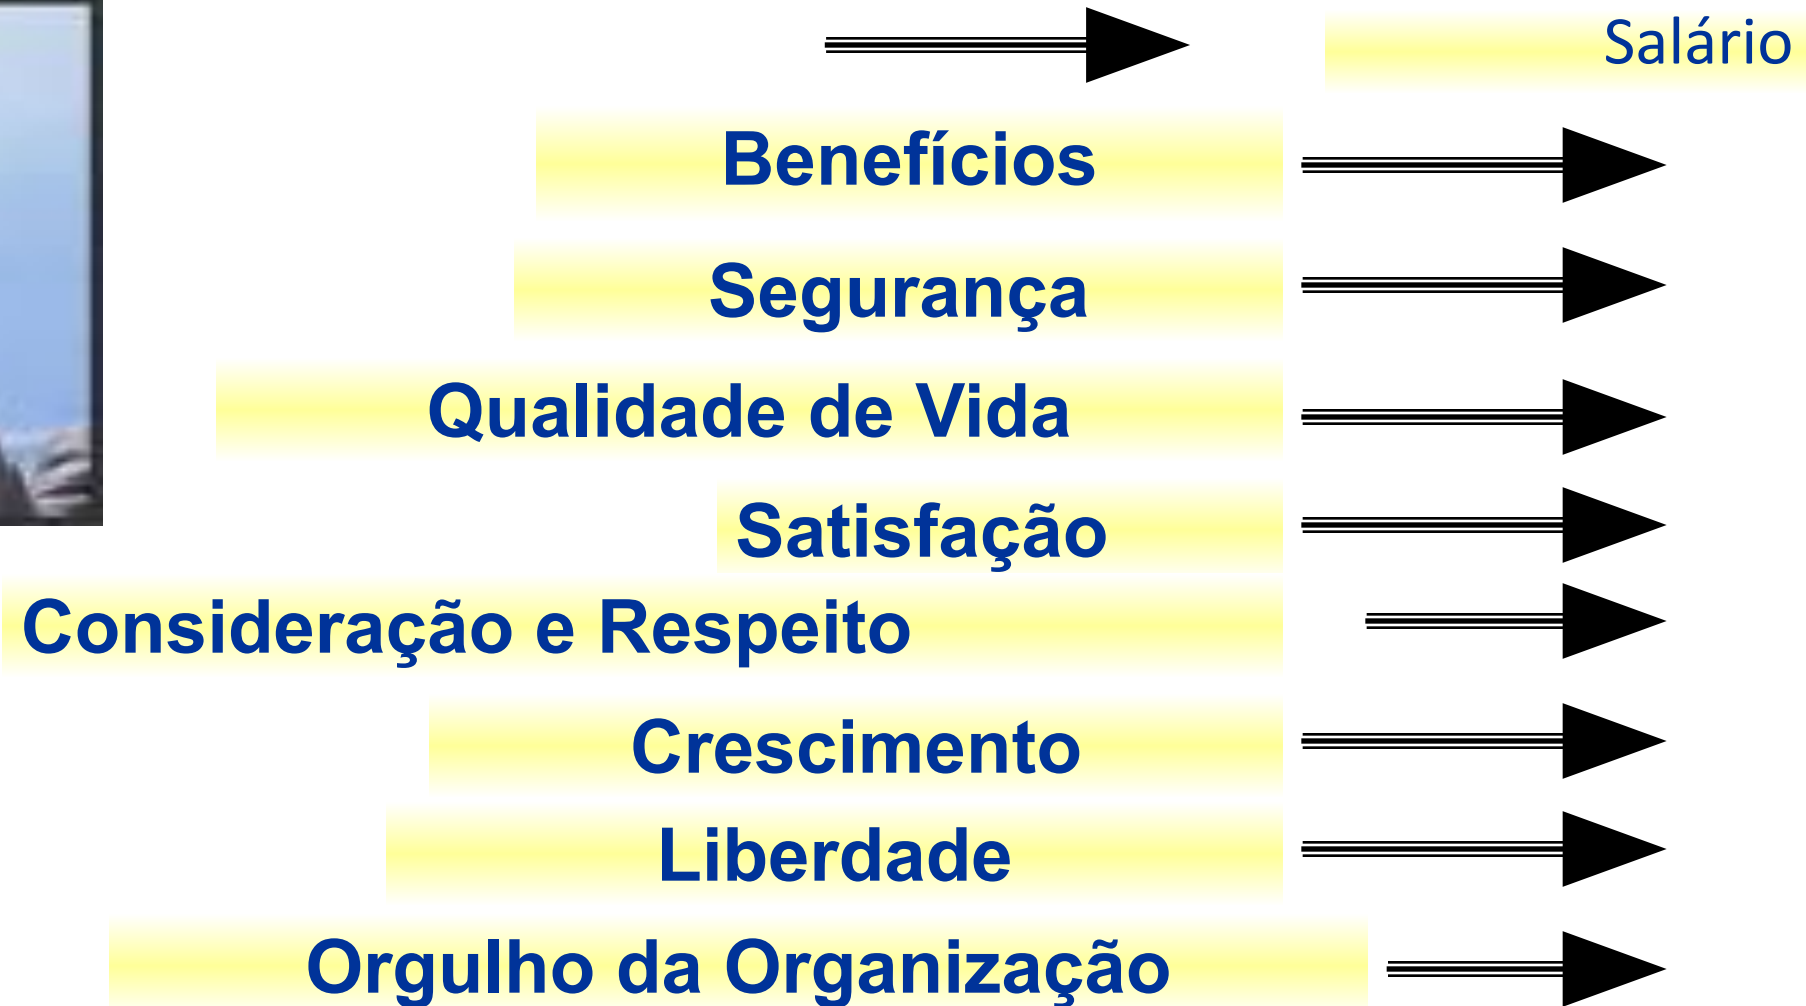 Salário
Benefícios
Segurança
Qualidade de Vida
Satisfação
Consideração e Respeito
Crescimento
Liberdade
Orgulho da Organização